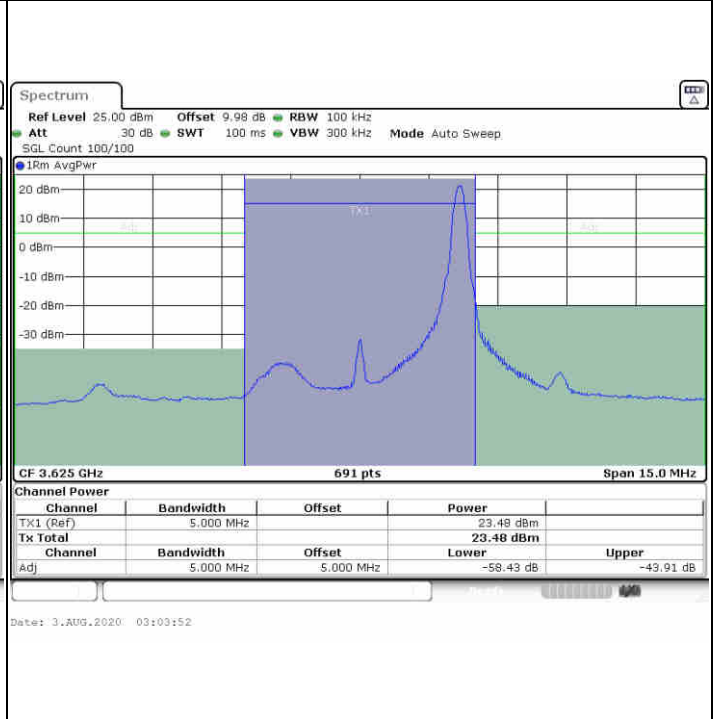 Spectrum
Ref Level 25.00 dBm Offset 9.98 dB RBW 100 kHz
Att 30 dB SWT 100 ms VBW 300 kHz Mode Auto Sweep
SGL Count 100/100
1Rm AvgPwr
20 dBm
TX1
10 dBm
Adj Adj
0 dBm
-10 dBm
-20 dBm
-30 dBm
CF 3.625 GHz 691 pts Span 15.0 MHz
Channel Power
Channel Bandwidth Offset Power
TX1 (Ref) 5.000 MHz 23.48 dBm
Tx Total 23.48 dBm
Channel Bandwidth Offset Lower Upper
Adj 5.000 MHz 5.000 MHz -58.43 dB -43.91 dB
Date: 3.AUG.2020 03:03:52